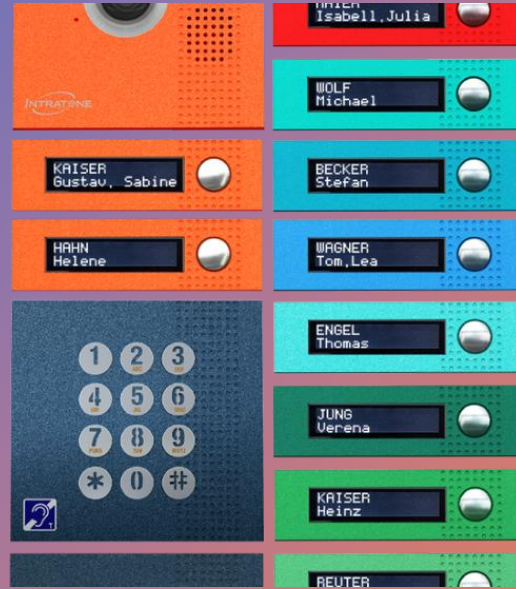 INTRATONE
KAISER
Gustav, Sabine
HAHN
Helene
1 2 3
4 5 6
7 8 9
* 0 #
T
MAIER
Isabell,Julia
WOLF
Michael
BECKER
Stefan
WAGNER
Tom,Lea
ENGEL
Thomas
JUNG
Verena
KAISER
Heinz
REUTER